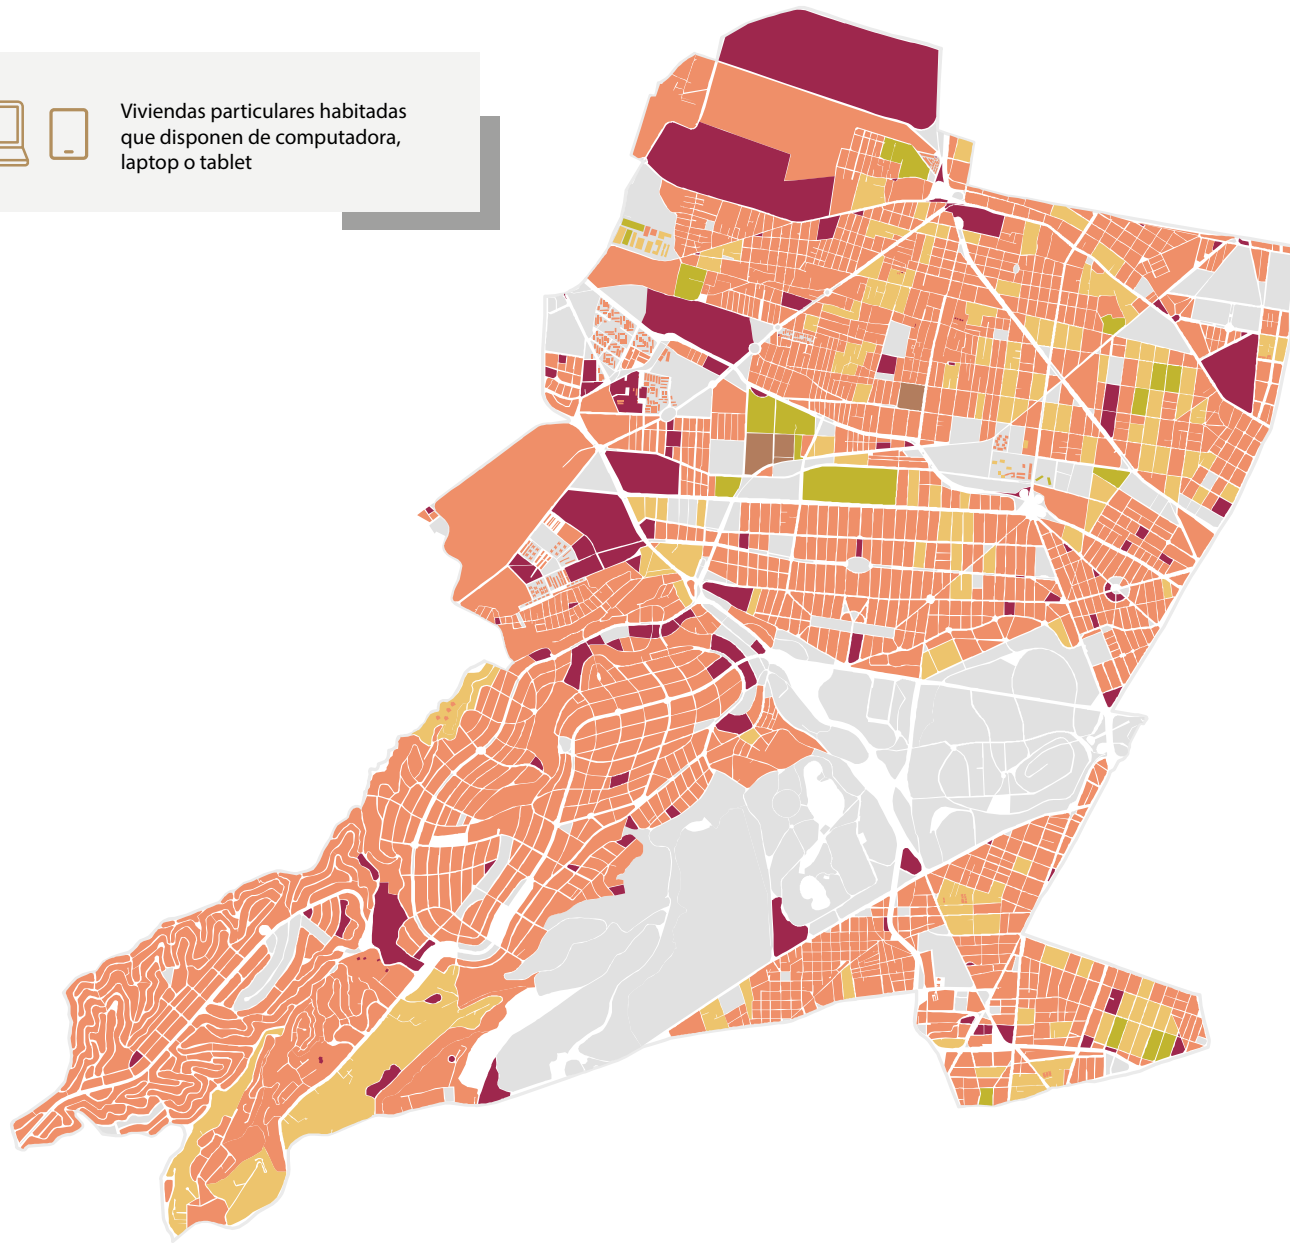 Viviendas particulares habitadas
que disponen de computadora,
laptop o tablet